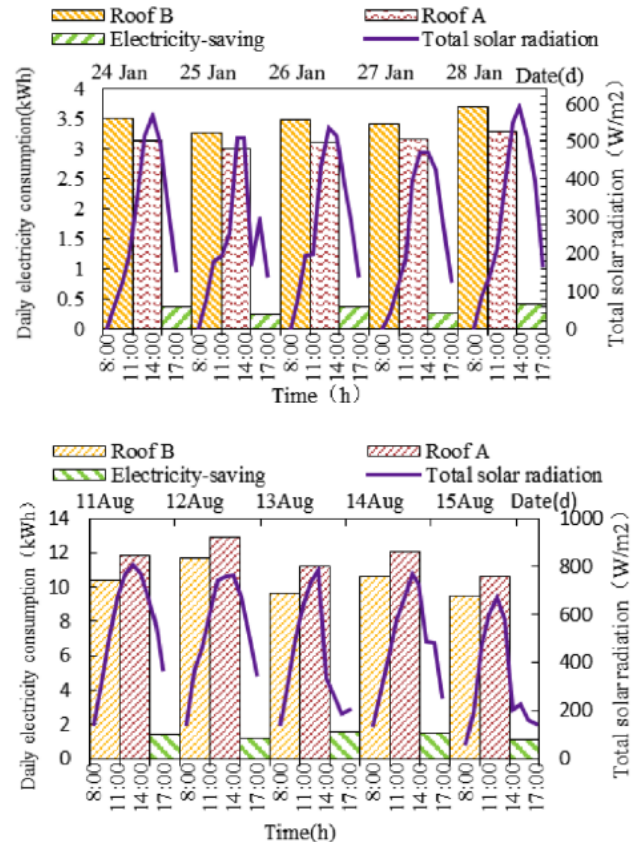 Roof B Roof A
Electricity-saving Total solar radiation
24 Jan 25 Jan 26 Jan 27 Jan 28 Jan Date(d)
Daily electricity consumption(kWh)
4
3.5
3
2.5
2
1.5
1
0.5
0
600
500
400
300
200
100
0
Total solar radiation（W/m2）
8:00 11:00 14:00 17:00 8:00 11:00 14:00 17:00 8:00 11:00 14:00 17:00 8:00 11:00 14:00 17:00 8:00 11:00 14:00 17:00
Time（h）
Roof B Roof A
Electricity-saving Total solar radiation
11Aug 12Aug 13Aug 14Aug 15Aug Date(d)
Daily electricity consumption（kWh）
14
12
10
8
6
4
2
0
1000
800
600
400
200
0
Total solar radiation（W/m2）
8:00 11:00 14:00 17:00 8:00 11:00 14:00 17:00 8:00 11:00 14:00 17:00 8:00 11:00 14:00 17:00 8:00 11:00 14:00 17:00
Time(h)